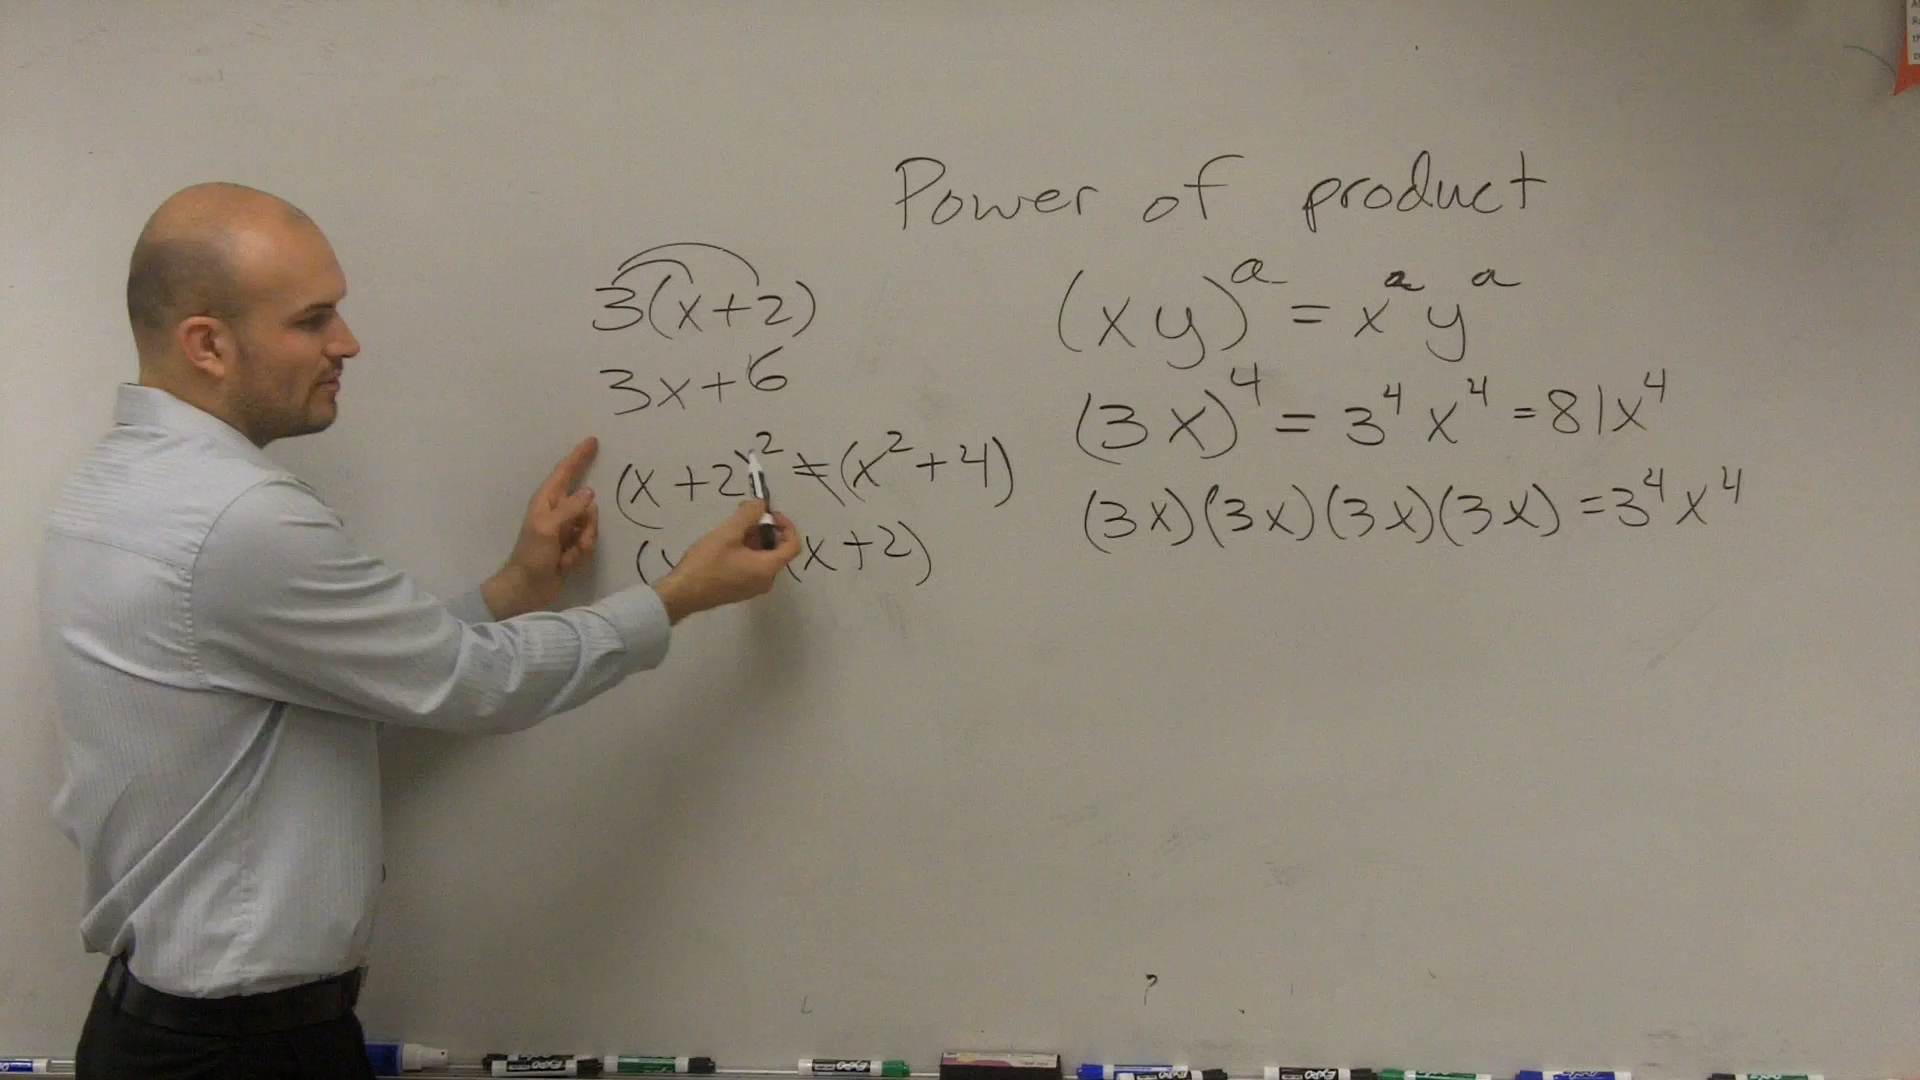 Power of product
3(x+2)
3x+6
(x+2)² ≠ (x²+4)
(x+2)
(xy)ᵃ = xᵃyᵃ
(3x)⁴ = 3⁴x⁴ = 81x⁴
(3x)(3x)(3x)(3x) = 3⁴x⁴
EXPO